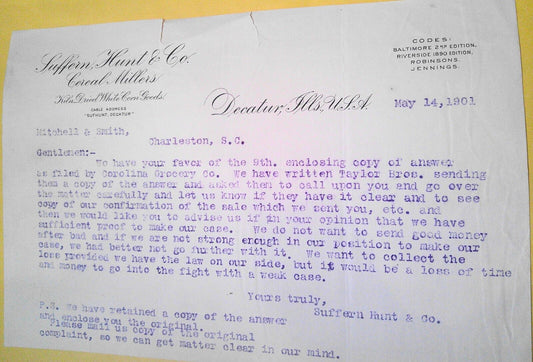 Suffern, Hunt & Co.
Cereal Millers
Kiln Dried White Corn Goods.
CABLE ADDRESS
"SUFHUNT, DECATUR"
CODES:
BALTIMORE 2ND EDITION,
RIVERSIDE 1890 EDITION,
ROBINSONS,
JENNINGS.
Decatur, Ills. U.S.A.
May 14, 1901
Mitchell & Smith,
Charleston, S.C.
Gentlemen:-
We have your favor of the 9th. enclosing copy of answer
as filed by Corolina Grocery Co. We have written Taylor Bros. sending
them a copy of the answer and asked them to call upon you and go over
the matter carefully and let us know if they have it clear and to see
copy of our confirmation of the sale which we sent you, etc. and
then we would like you to advise us if in your opinion that we have
sufficient proof to make our case. We do not want to send good money
after bad and if we are not strong enough in our position to make our
case, we had better not go further with it. We want to collect the
loss provided we have the law on our side, but it would be a loss of time
and money to go into the fight with a weak case.
Yours truly,
Suffern Hunt & Co.
P.S. We have retained a copy of the answer
and enclose you the original.
Please mail us copy of the original
complaint, so we can get matter clear in our mind.